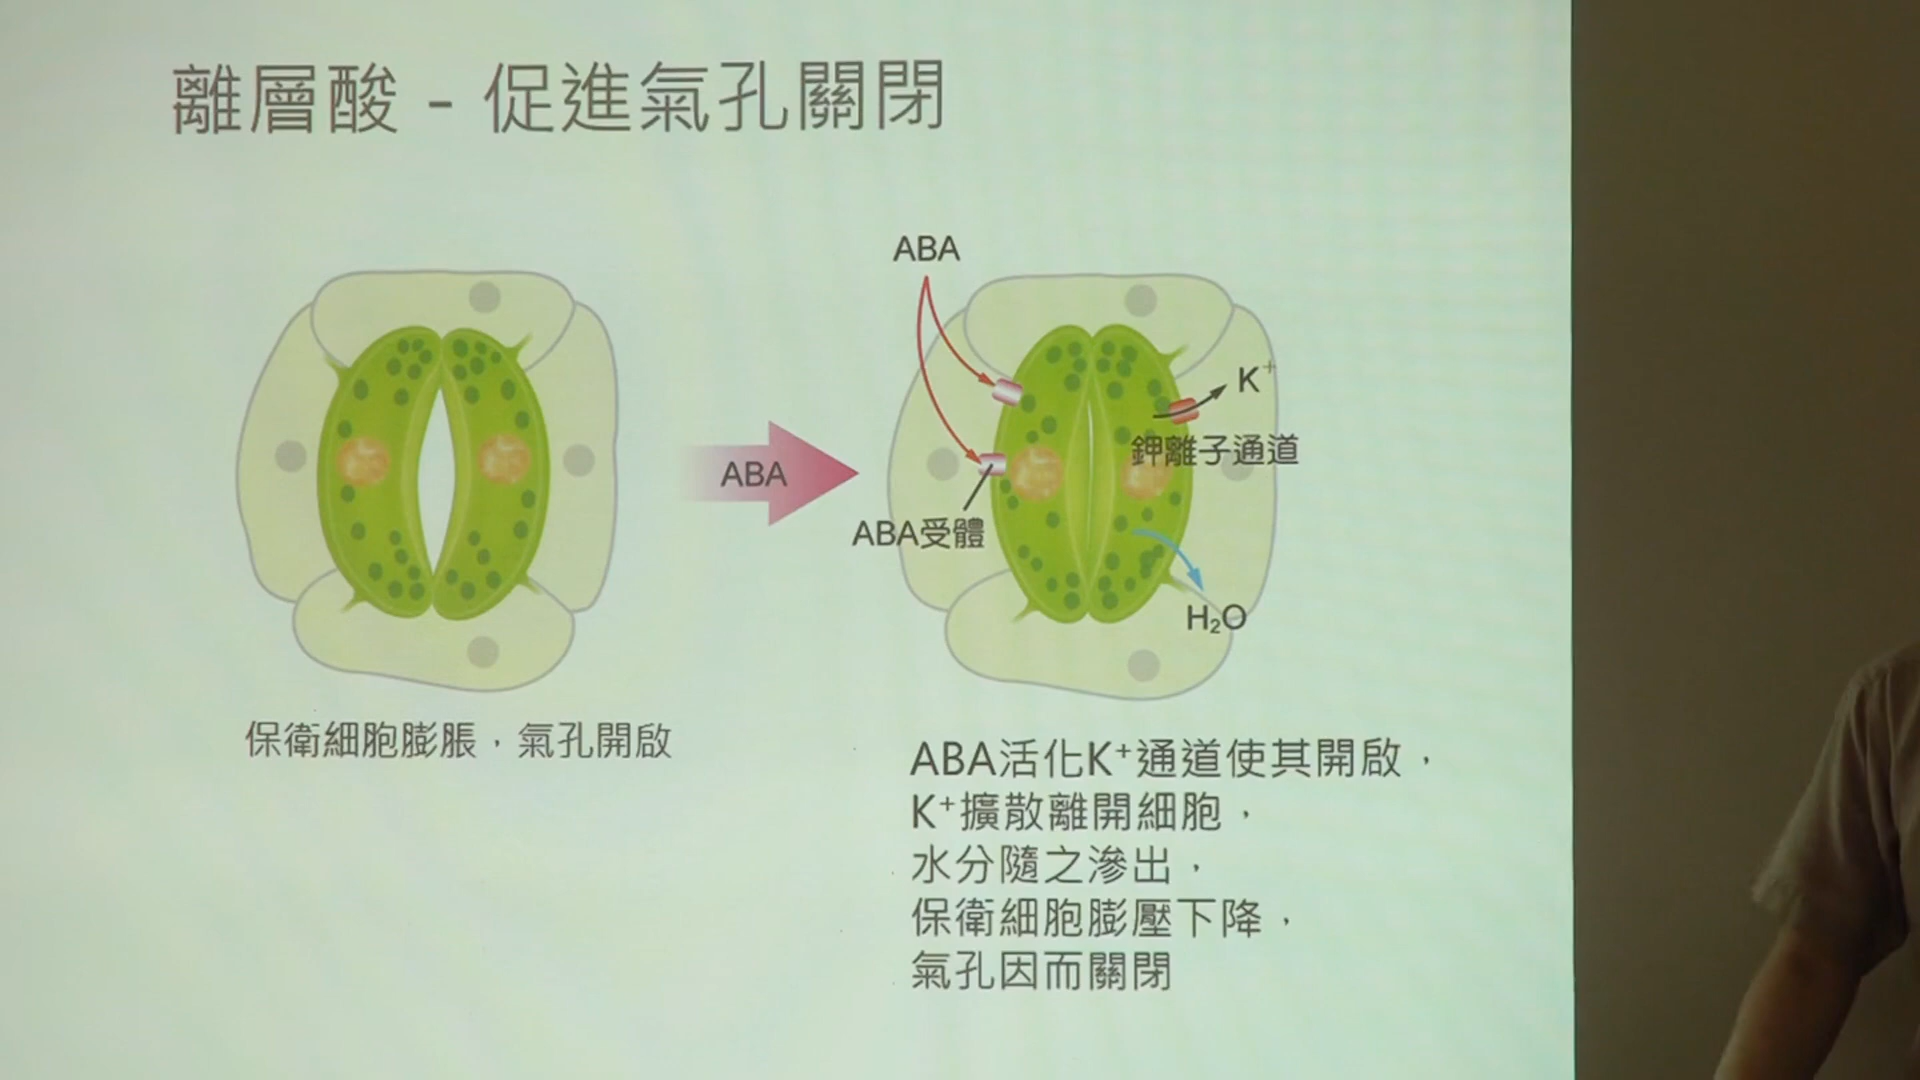 離層酸 - 促進氣孔關閉
ABA
K⁺
鉀離子通道
ABA
ABA受體
H₂O
保衛細胞膨脹，氣孔開啟
ABA活化K⁺通道使其開啟，
K⁺擴散離開細胞，
水分隨之滲出，
保衛細胞膨壓下降，
氣孔因而關閉